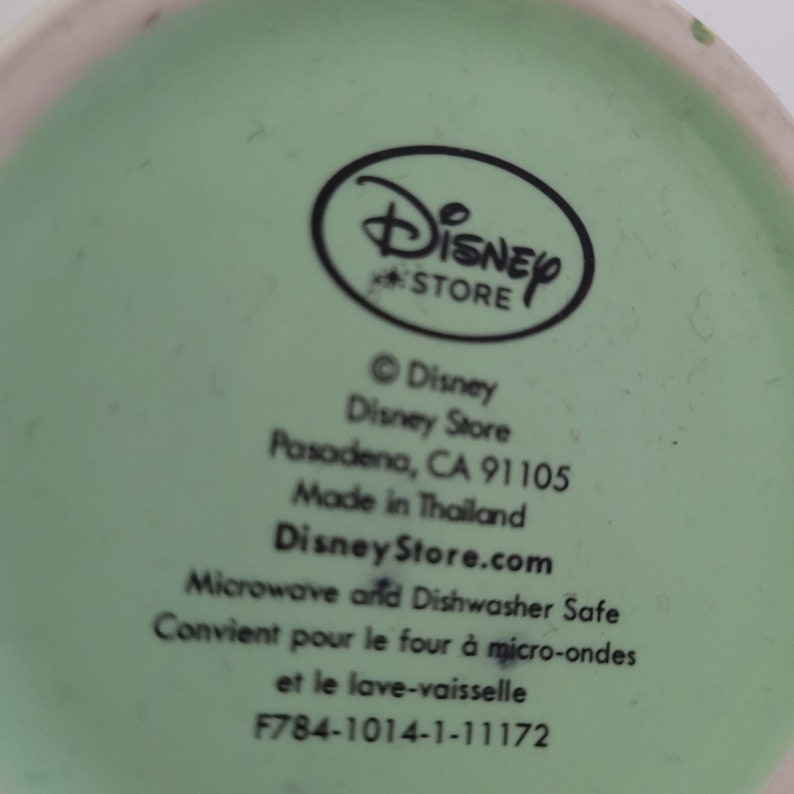 Disney
STORE
© Disney
Disney Store
Pasadena, CA 91105
Made in Thailand
DisneyStore.com
Microwave and Dishwasher Safe
Convient pour le four à micro-ondes
et le lave-vaisselle
F784-1014-1-11172